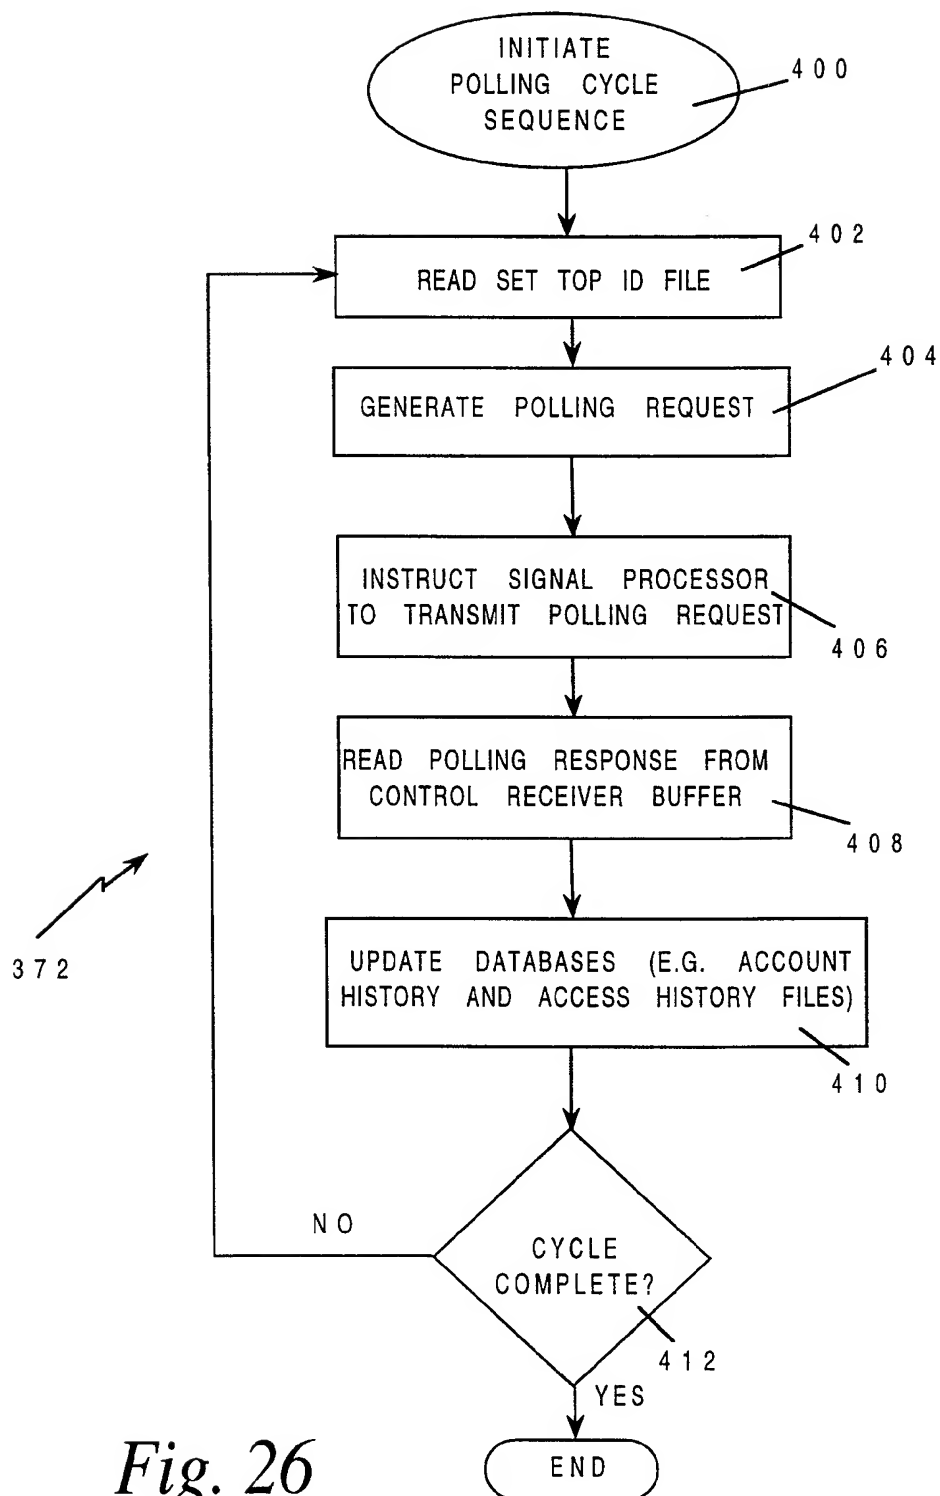 INITIATE
POLLING CYCLE
SEQUENCE
400
402
READ SET TOP ID FILE
404
GENERATE POLLING REQUEST
INSTRUCT SIGNAL PROCESSOR
TO TRANSMIT POLLING REQUEST
406
READ POLLING RESPONSE FROM
CONTROL RECEIVER BUFFER
408
372
UPDATE DATABASES (E.G. ACCOUNT
HISTORY AND ACCESS HISTORY FILES)
410
NO
CYCLE
COMPLETE?
412
YES
END
Fig. 26